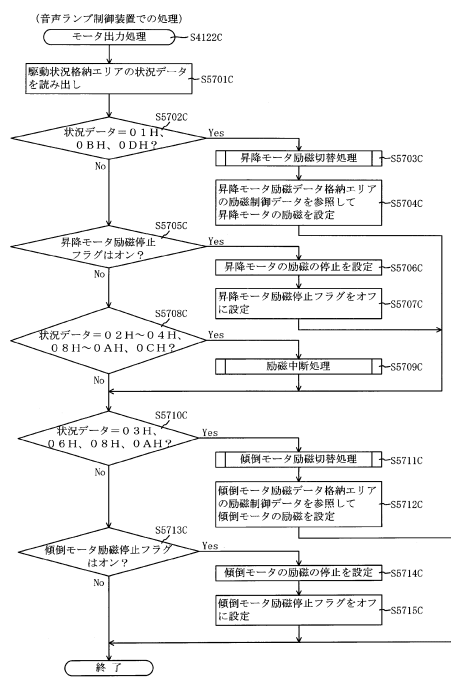 (音声ランプ制御装置での処理)
モータ出力処理
S4122C
駆動状況格納エリアの状況データ
を読み出し
S5701C
S5702C
状況データ=01H、
0BH、0DH?
Yes
No
昇降モータ励磁切替処理
S5703C
昇降モータ励磁データ格納エリア
の励磁制御データを参照して
昇降モータの励磁を設定
S5704C
S5705C
昇降モータ励磁停止
フラグはオン?
Yes
No
昇降モータの励磁の停止を設定
S5706C
昇降モータ励磁停止フラグをオフ
に設定
S5707C
S5708C
状況データ=02H~04H、
08H~0AH、0CH?
Yes
No
励磁中断処理
S5709C
S5710C
状況データ=03H、
06H、08H、0AH?
Yes
No
傾倒モータ励磁切替処理
S5711C
傾倒モータ励磁データ格納エリア
の励磁制御データを参照して
傾倒モータの励磁を設定
S5712C
S5713C
傾倒モータ励磁停止フラグ
はオン?
Yes
No
傾倒モータの励磁の停止を設定
S5714C
傾倒モータ励磁停止フラグをオフ
に設定
S5715C
終了